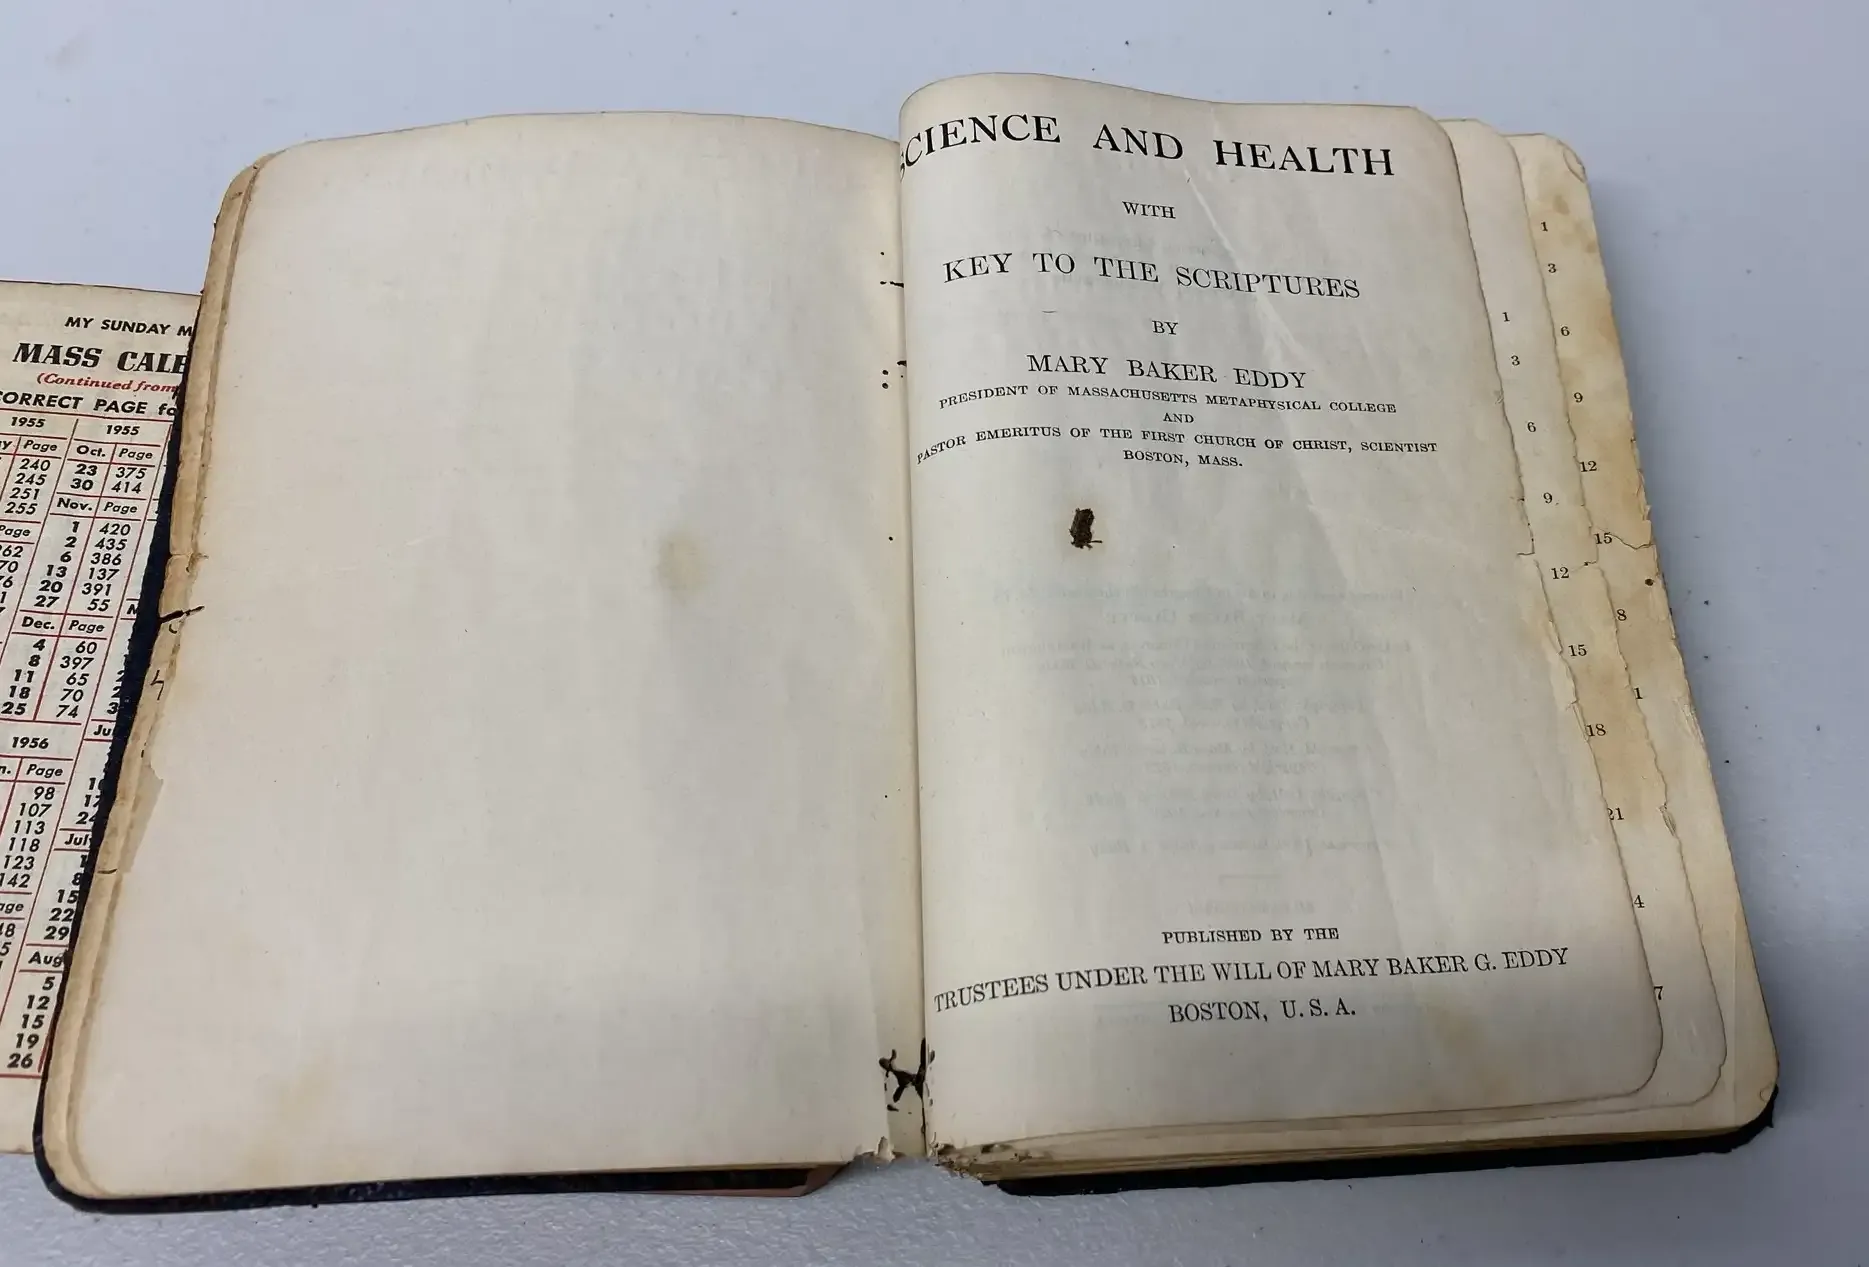 SCIENCE AND HEALTH
WITH
KEY TO THE SCRIPTURES
BY
MARY BAKER EDDY
PRESIDENT OF MASSACHUSETTS METAPHYSICAL COLLEGE
AND
PASTOR EMERITUS OF THE FIRST CHURCH OF CHRIST, SCIENTIST
BOSTON, MASS.
PUBLISHED BY THE
TRUSTEES UNDER THE WILL OF MARY BAKER G. EDDY
BOSTON, U.S.A.
1
3
6
9
12
15
18
21
1
3
6
9
12
15
8
1
4
7
MY SUNDAY
MASS
(Continued from
CORRECT PAGE
1955
Page
240
245
251
255
Page
1955
Oct. Page
23 375
30 414
Nov. Page
1 420
2 435
6 386
13 137
20 391
27 55
Dec. Page
4 60
8 397
11 65
18 70
25 74
1956
Page
98
107
113
118
123
142
15
22
29
Aug
5
12
15
19
26